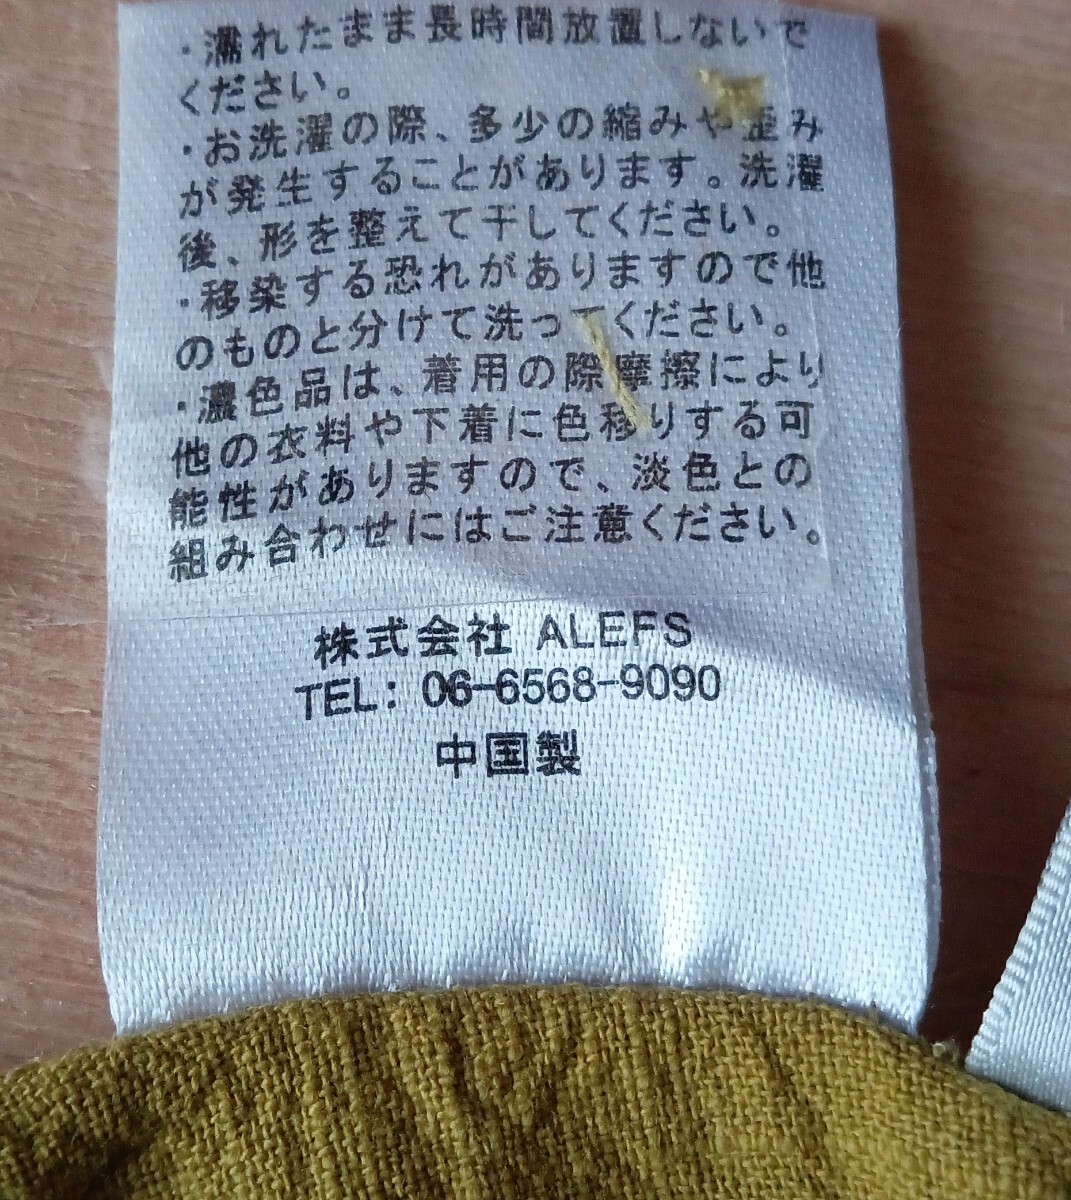 ・濡れたまま長時間放置しないで
ください。
・お洗濯の際、多少の縮みや歪み
が発生することがあります。洗濯
後、形を整えて干してください。
・移染する恐れがありますので他
のものと分けて洗ってください。
・濃色品は、着用の際摩擦により
他の衣料や下着に色移りする可
能性がありますので、淡色との
組み合わせにはご注意ください。
株式会社 ALEFS
TEL: 06-6568-9090
中国製